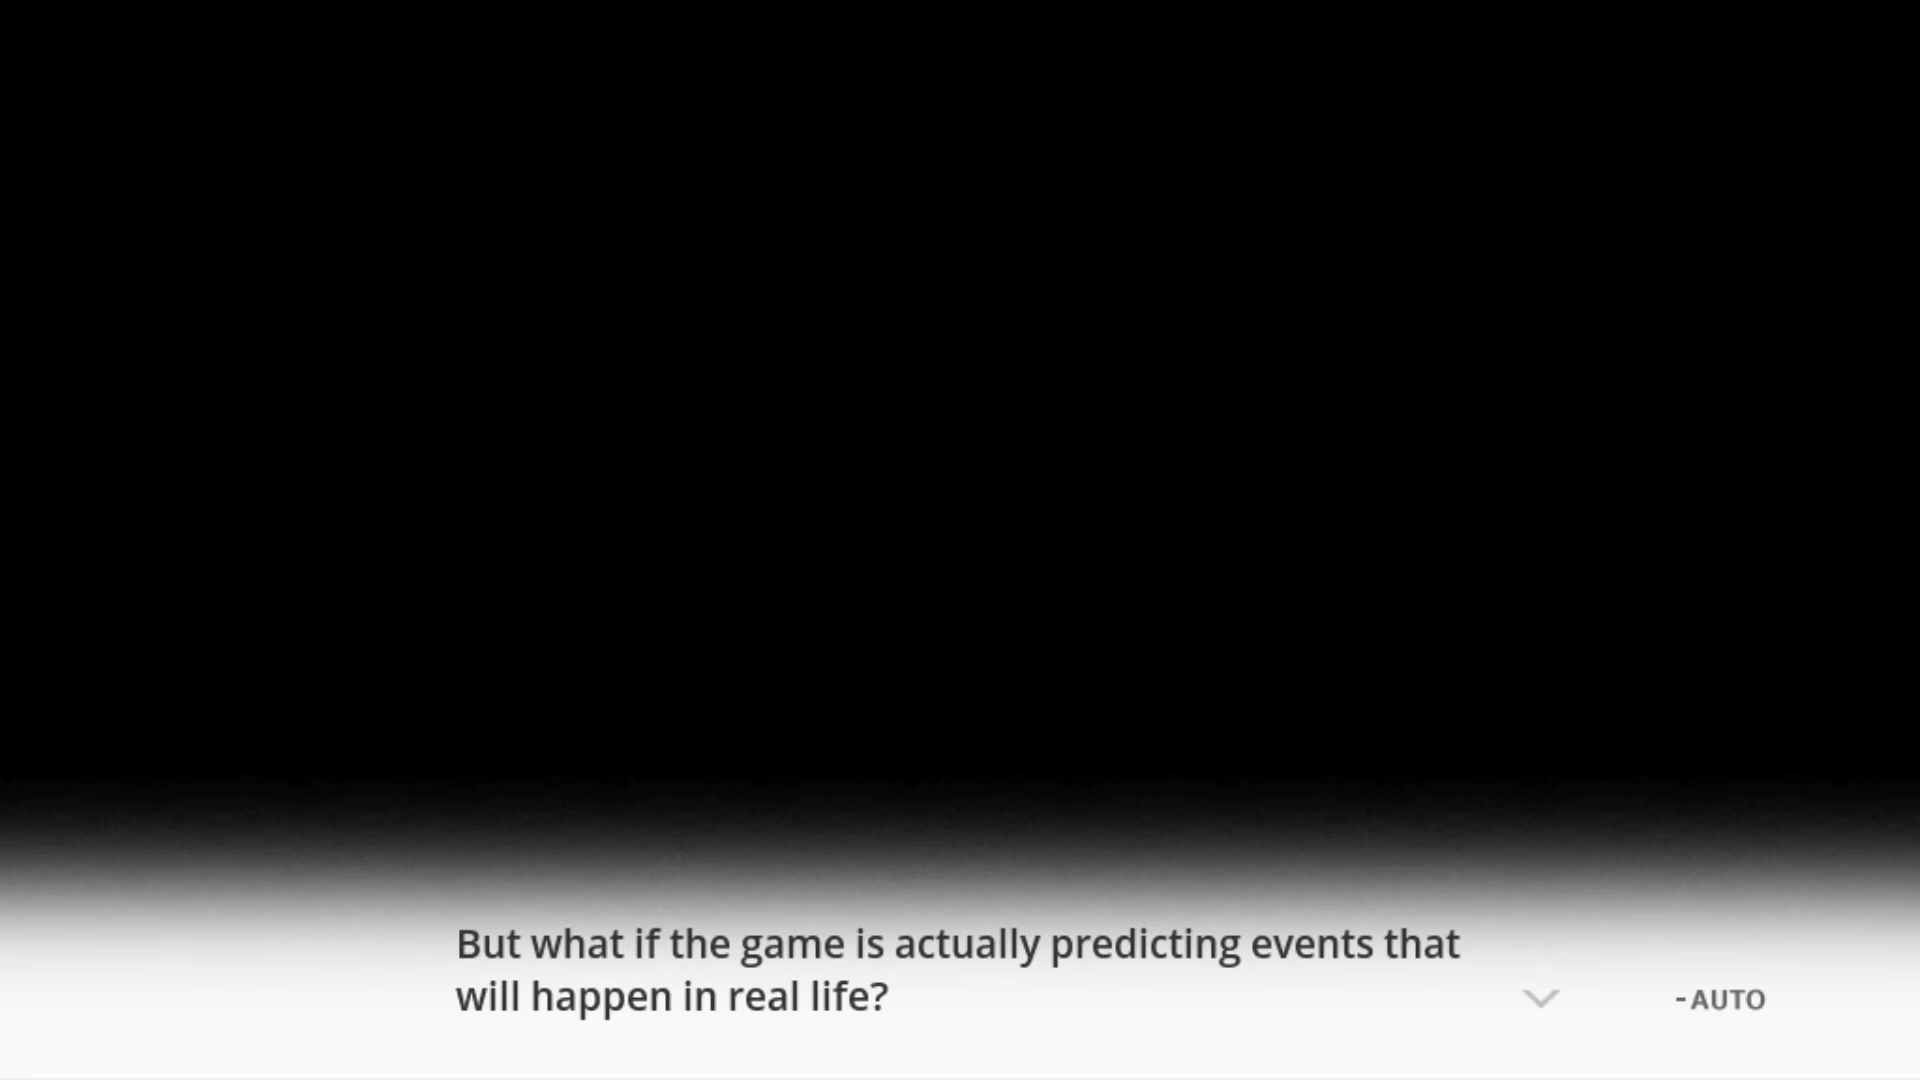 But what if the game is actually predicting events that
will happen in real life?
-AUTO